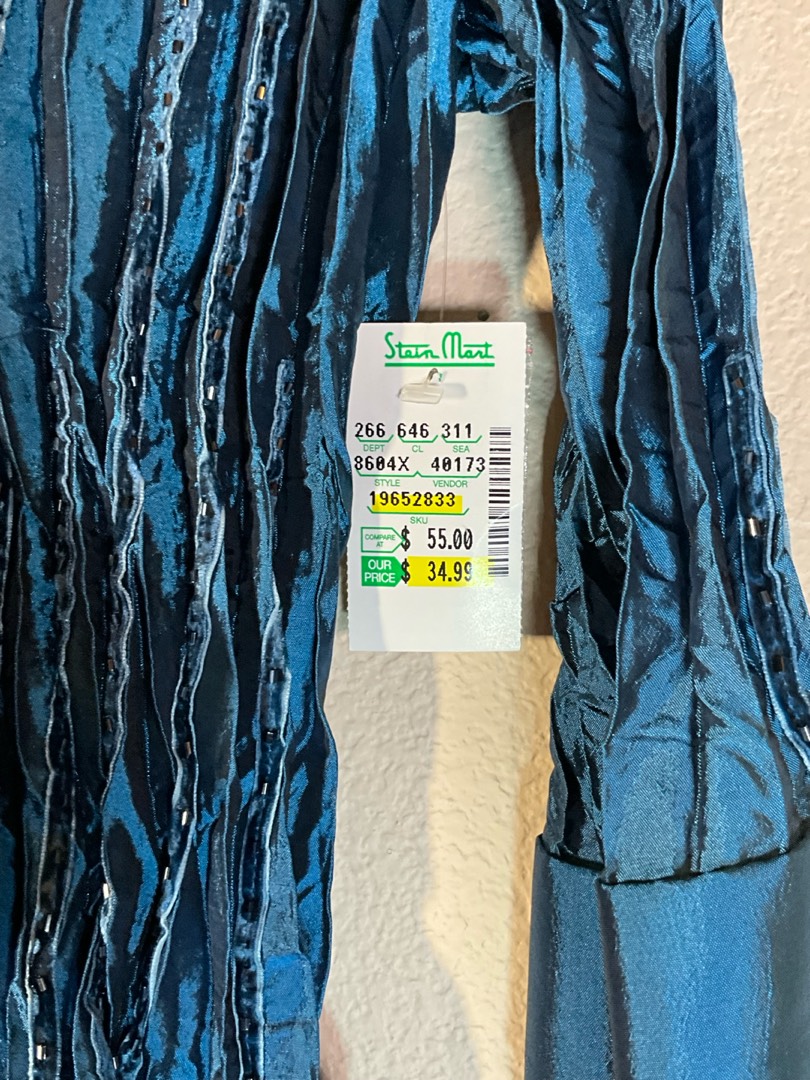 Stein Mart
266 646 311
DEPT CL SEA
8604X 40173
STYLE VENDOR
19652833
SKU
COMPARE AT $ 55.00
OUR PRICE $ 34.99